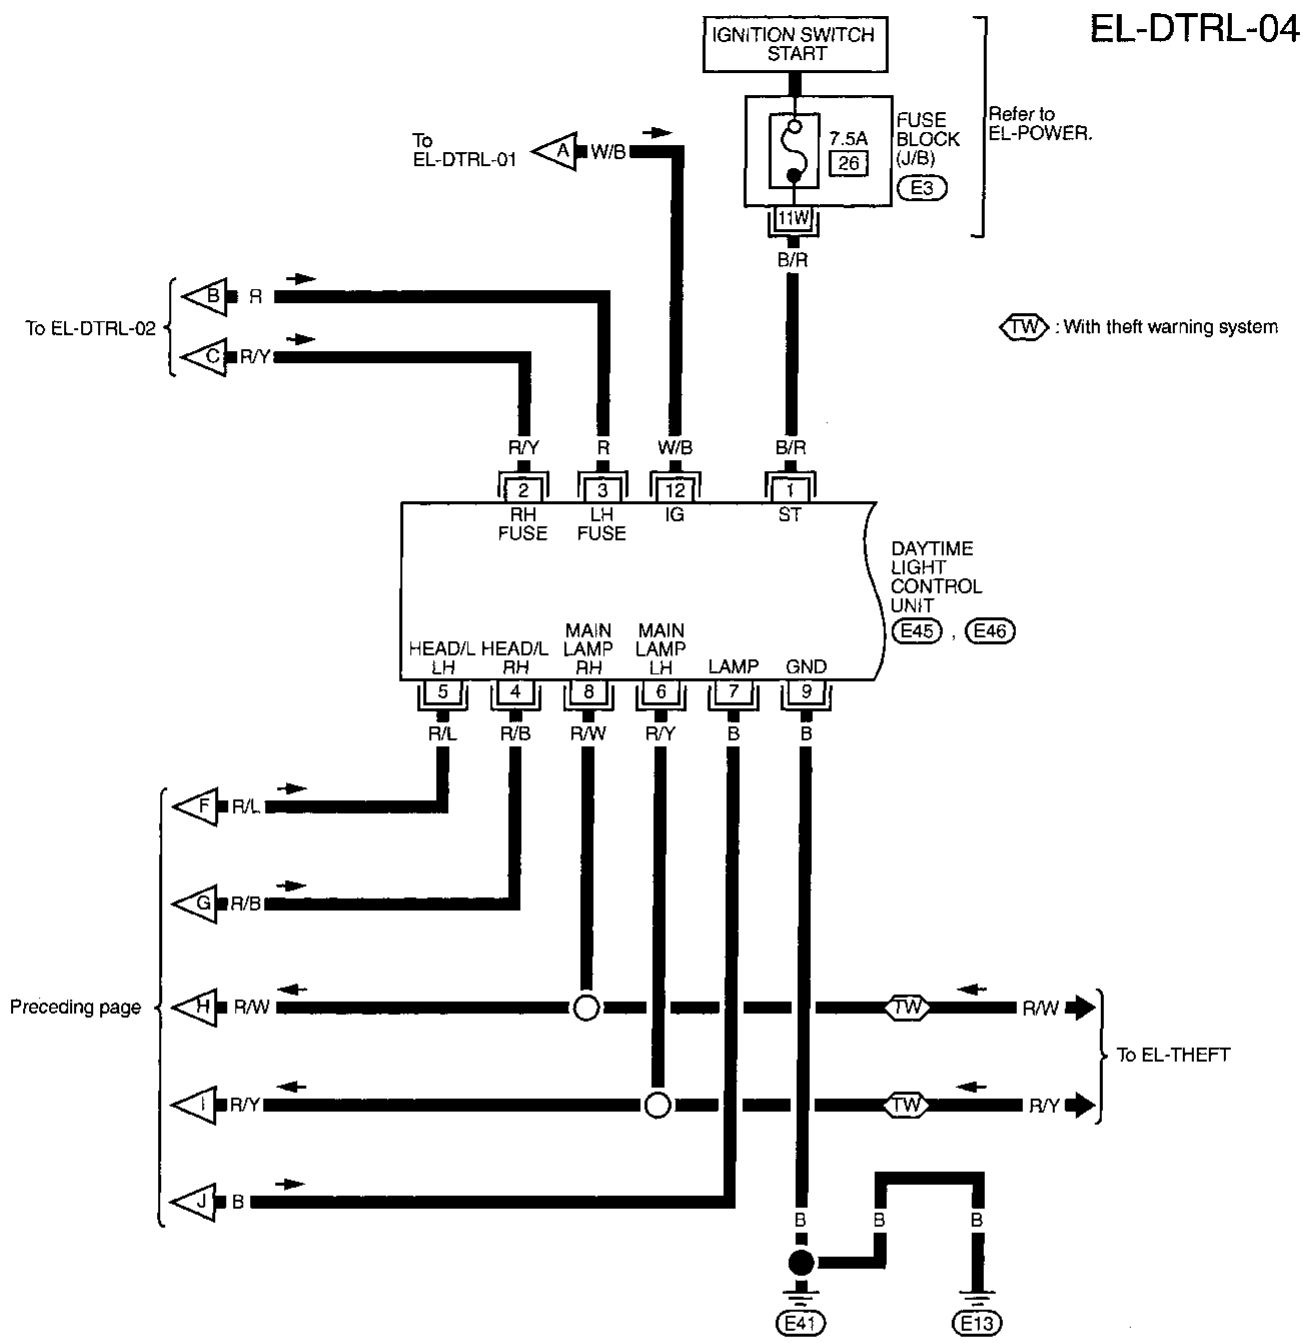 EL-DTRL-04
IGNITION SWITCH
START
Refer to
EL-POWER.
FUSE
BLOCK
(J/B)
E3
7.5A
26
11W
B/R
To
EL-DTRL-01
A W/B
To EL-DTRL-02
B R
C R/Y
TW : With theft warning system
R/Y R W/B B/R
2 3 12 1
RH
FUSE
LH
FUSE
IG
ST
DAYTIME
LIGHT
CONTROL
UNIT
E45 , E46
HEAD/L
LH
HEAD/L
RH
MAIN
LAMP
RH
MAIN
LAMP
LH
LAMP
GND
5 4 8 6 7 9
R/L R/B R/W R/Y B B
Preceding page
F R/L
G R/B
H R/W TW R/W
I R/Y TW R/Y
To EL-THEFT
J B
B B B
E41 E13